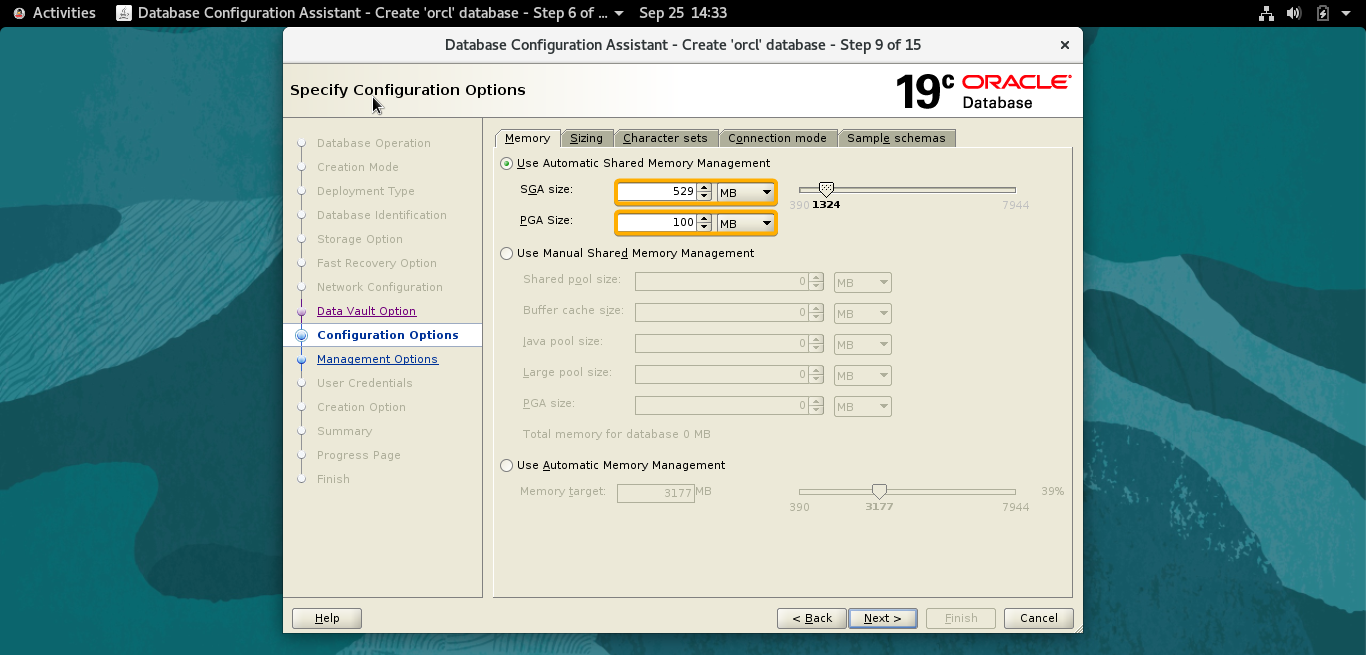 Activities Database Configuration Assistant - Create 'orcl' database - Step 6 of ... Sep 25 14:33
Database Configuration Assistant - Create 'orcl' database - Step 9 of 15 ×
Specify Configuration Options
19c ORACLE
Database
Database Operation
Creation Mode
Deployment Type
Database Identification
Storage Option
Fast Recovery Option
Network Configuration
Data Vault Option
Configuration Options
Management Options
User Credentials
Creation Option
Summary
Progress Page
Finish
Memory Sizing Character sets Connection mode Sample schemas
Use Automatic Shared Memory Management
SGA size: 529 MB
390 1324 7944
PGA Size: 100 MB
Use Manual Shared Memory Management
Shared pool size: 0 MB
Buffer cache size: 0 MB
Java pool size: 0 MB
Large pool size: 0 MB
PGA size: 0 MB
Total memory for database 0 MB
Use Automatic Memory Management
Memory target: 3177 MB 39%
390 3177 7944
Help < Back Next > Finish Cancel